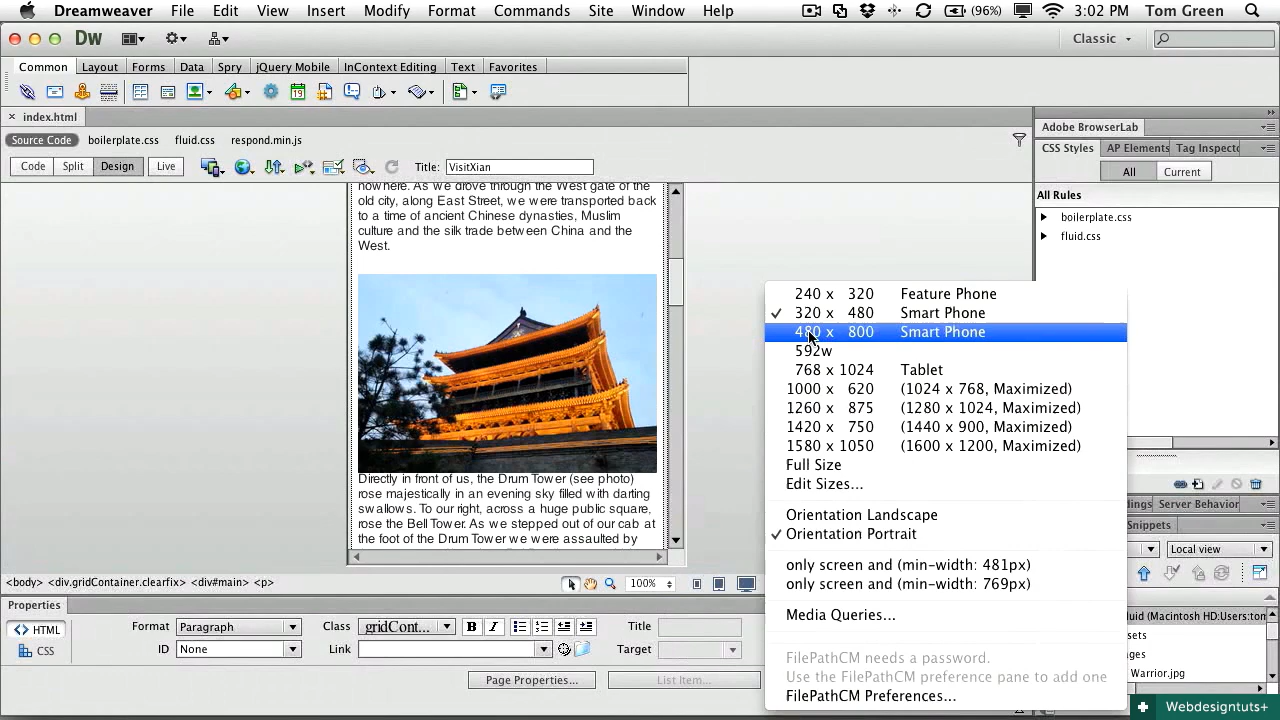 Dreamweaver File Edit View Insert Modify Format Commands Site Window Help (96%) 3:02 PM Tom Green
Dw Classic
Common Layout Forms Data Spry jQuery Mobile InContext Editing Text Favorites
19
× index.html
Adobe BrowserLab
Source Code boilerplate.css fluid.css respond.min.js
CSS Styles AP Elements Tag Inspecto
Code Split Design Live Title: VisitXian
All Current
All Rules
boilerplate.css
fluid.css
nowhere. As we drove through the West gate of the
old city, along East Street, we were transported back
to a time of ancient Chinese dynasties, Muslim
culture and the silk trade between China and the
West.
Directly in front of us, the Drum Tower (see photo)
rose majestically in an evening sky filled with darting
swallows. To our right, across a huge public square,
rose the Bell Tower. As we stepped out of our cab at
the foot of the Drum Tower we were assaulted by
240 x 320 Feature Phone
✓ 320 x 480 Smart Phone
480 x 800 Smart Phone
592w
768 x 1024 Tablet
1000 x 620 (1024 x 768, Maximized)
1260 x 875 (1280 x 1024, Maximized)
1420 x 750 (1440 x 900, Maximized)
1580 x 1050 (1600 x 1200, Maximized)
Full Size
Edit Sizes...
Orientation Landscape
✓ Orientation Portrait
only screen and (min-width: 481px)
only screen and (min-width: 769px)
Media Queries...
FilePathCM needs a password.
Use the FilePathCM preference pane to add one
FilePathCM Preferences...
dings Server Behavior
Snippets
Local view
luid (Macintosh HD:Users:ton
sets
ages
Warrior.jpg
<body> <div.gridContainer.clearfix> <div#main> <p> 100%
Properties
<> HTML Format Paragraph Class gridCont... B I Title
CSS ID None Link Target
Page Properties... List Item...
Webdesigntuts+